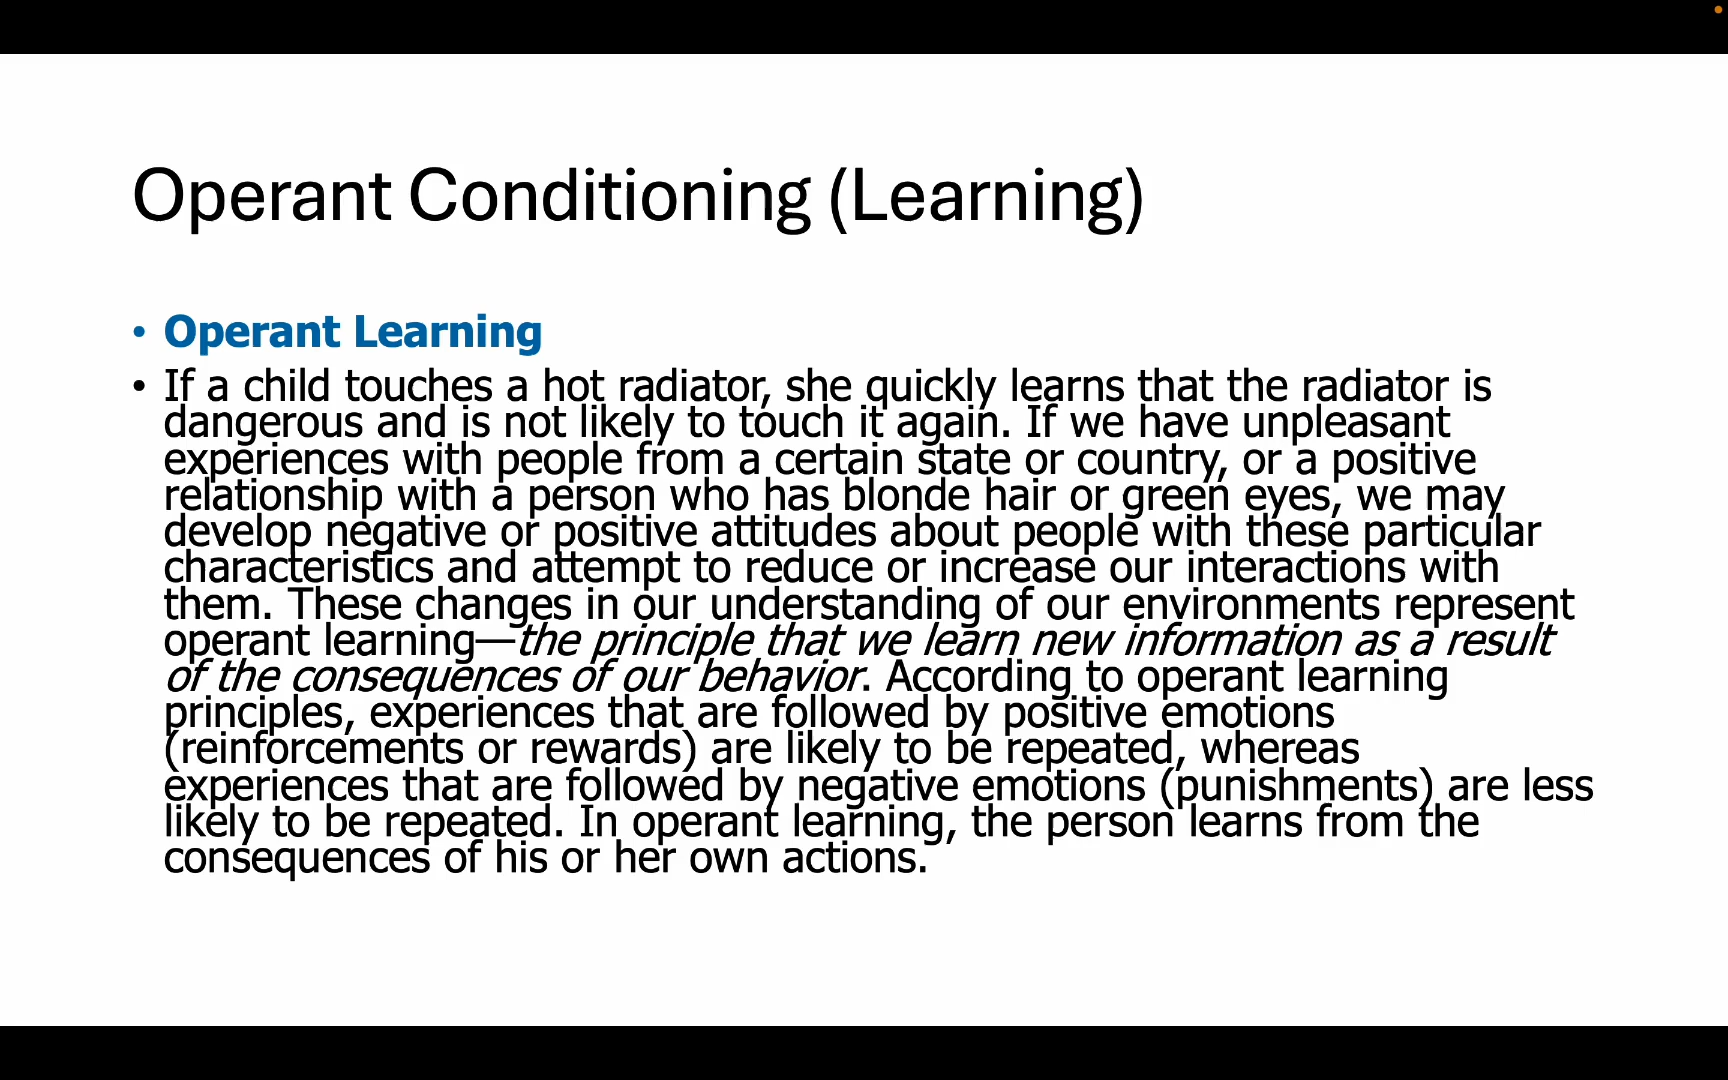 Operant Conditioning (Learning)
• Operant Learning
• If a child touches a hot radiator, she quickly learns that the radiator is
dangerous and is not likely to touch it again. If we have unpleasant
experiences with people from a certain state or country, or a positive
relationship with a person who has blonde hair or green eyes, we may
develop negative or positive attitudes about people with these particular
characteristics and attempt to reduce or increase our interactions with
them. These changes in our understanding of our environments represent
operant learning—the principle that we learn new information as a result
of the consequences of our behavior. According to operant learning
principles, experiences that are followed by positive emotions
(reinforcements or rewards) are likely to be repeated, whereas
experiences that are followed by negative emotions (punishments) are less
likely to be repeated. In operant learning, the person learns from the
consequences of his or her own actions.